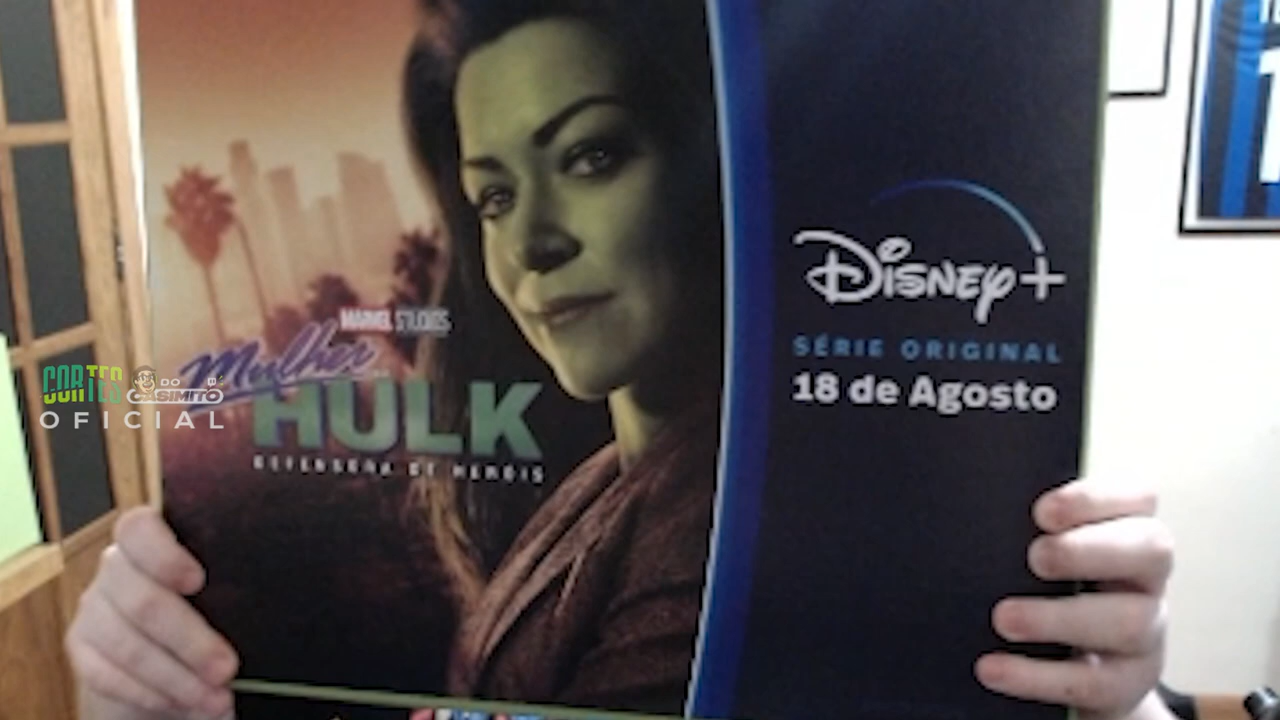 MARVEL STUDIOS
Mulher
HULK
DEFENSORA DE HERÓIS
Disney+
SÉRIE ORIGINAL
18 de Agosto
CORTES DO CASIMITO
OFICIAL